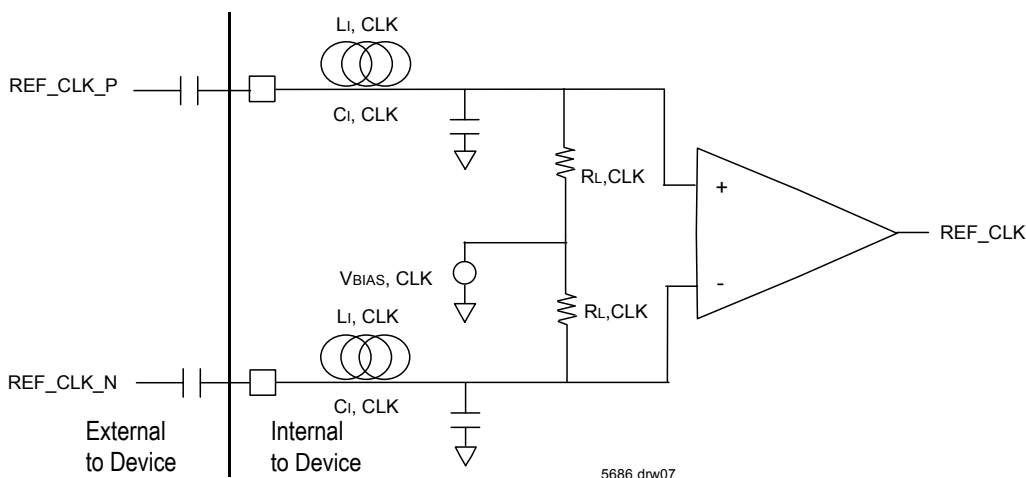 LI, CLK
REF_CLK_P
CI, CLK
RL,CLK
+
REF_CLK
VBIAS, CLK
-
RL,CLK
LI, CLK
REF_CLK_N
CI, CLK
External
to Device
Internal
to Device
5686 drw07